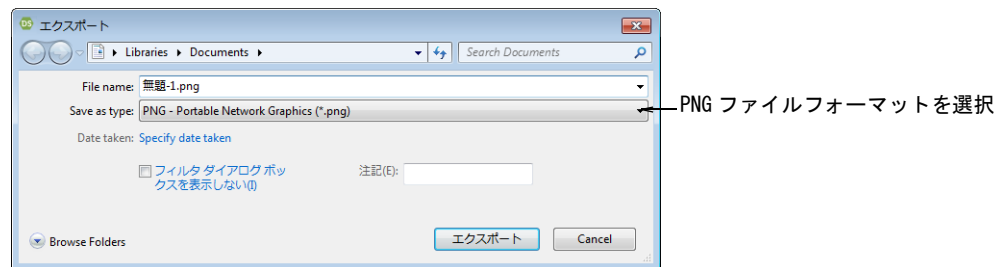 DS エクスポート
Libraries Documents
Search Documents
File name: 無題-1.png
Save as type: PNG - Portable Network Graphics (*.png)
PNG ファイルフォーマットを選択
Date taken: Specify date taken
フィルタ ダイアログ ボッ
クスを表示しない(I)
注記(E):
Browse Folders
エクスポート
Cancel